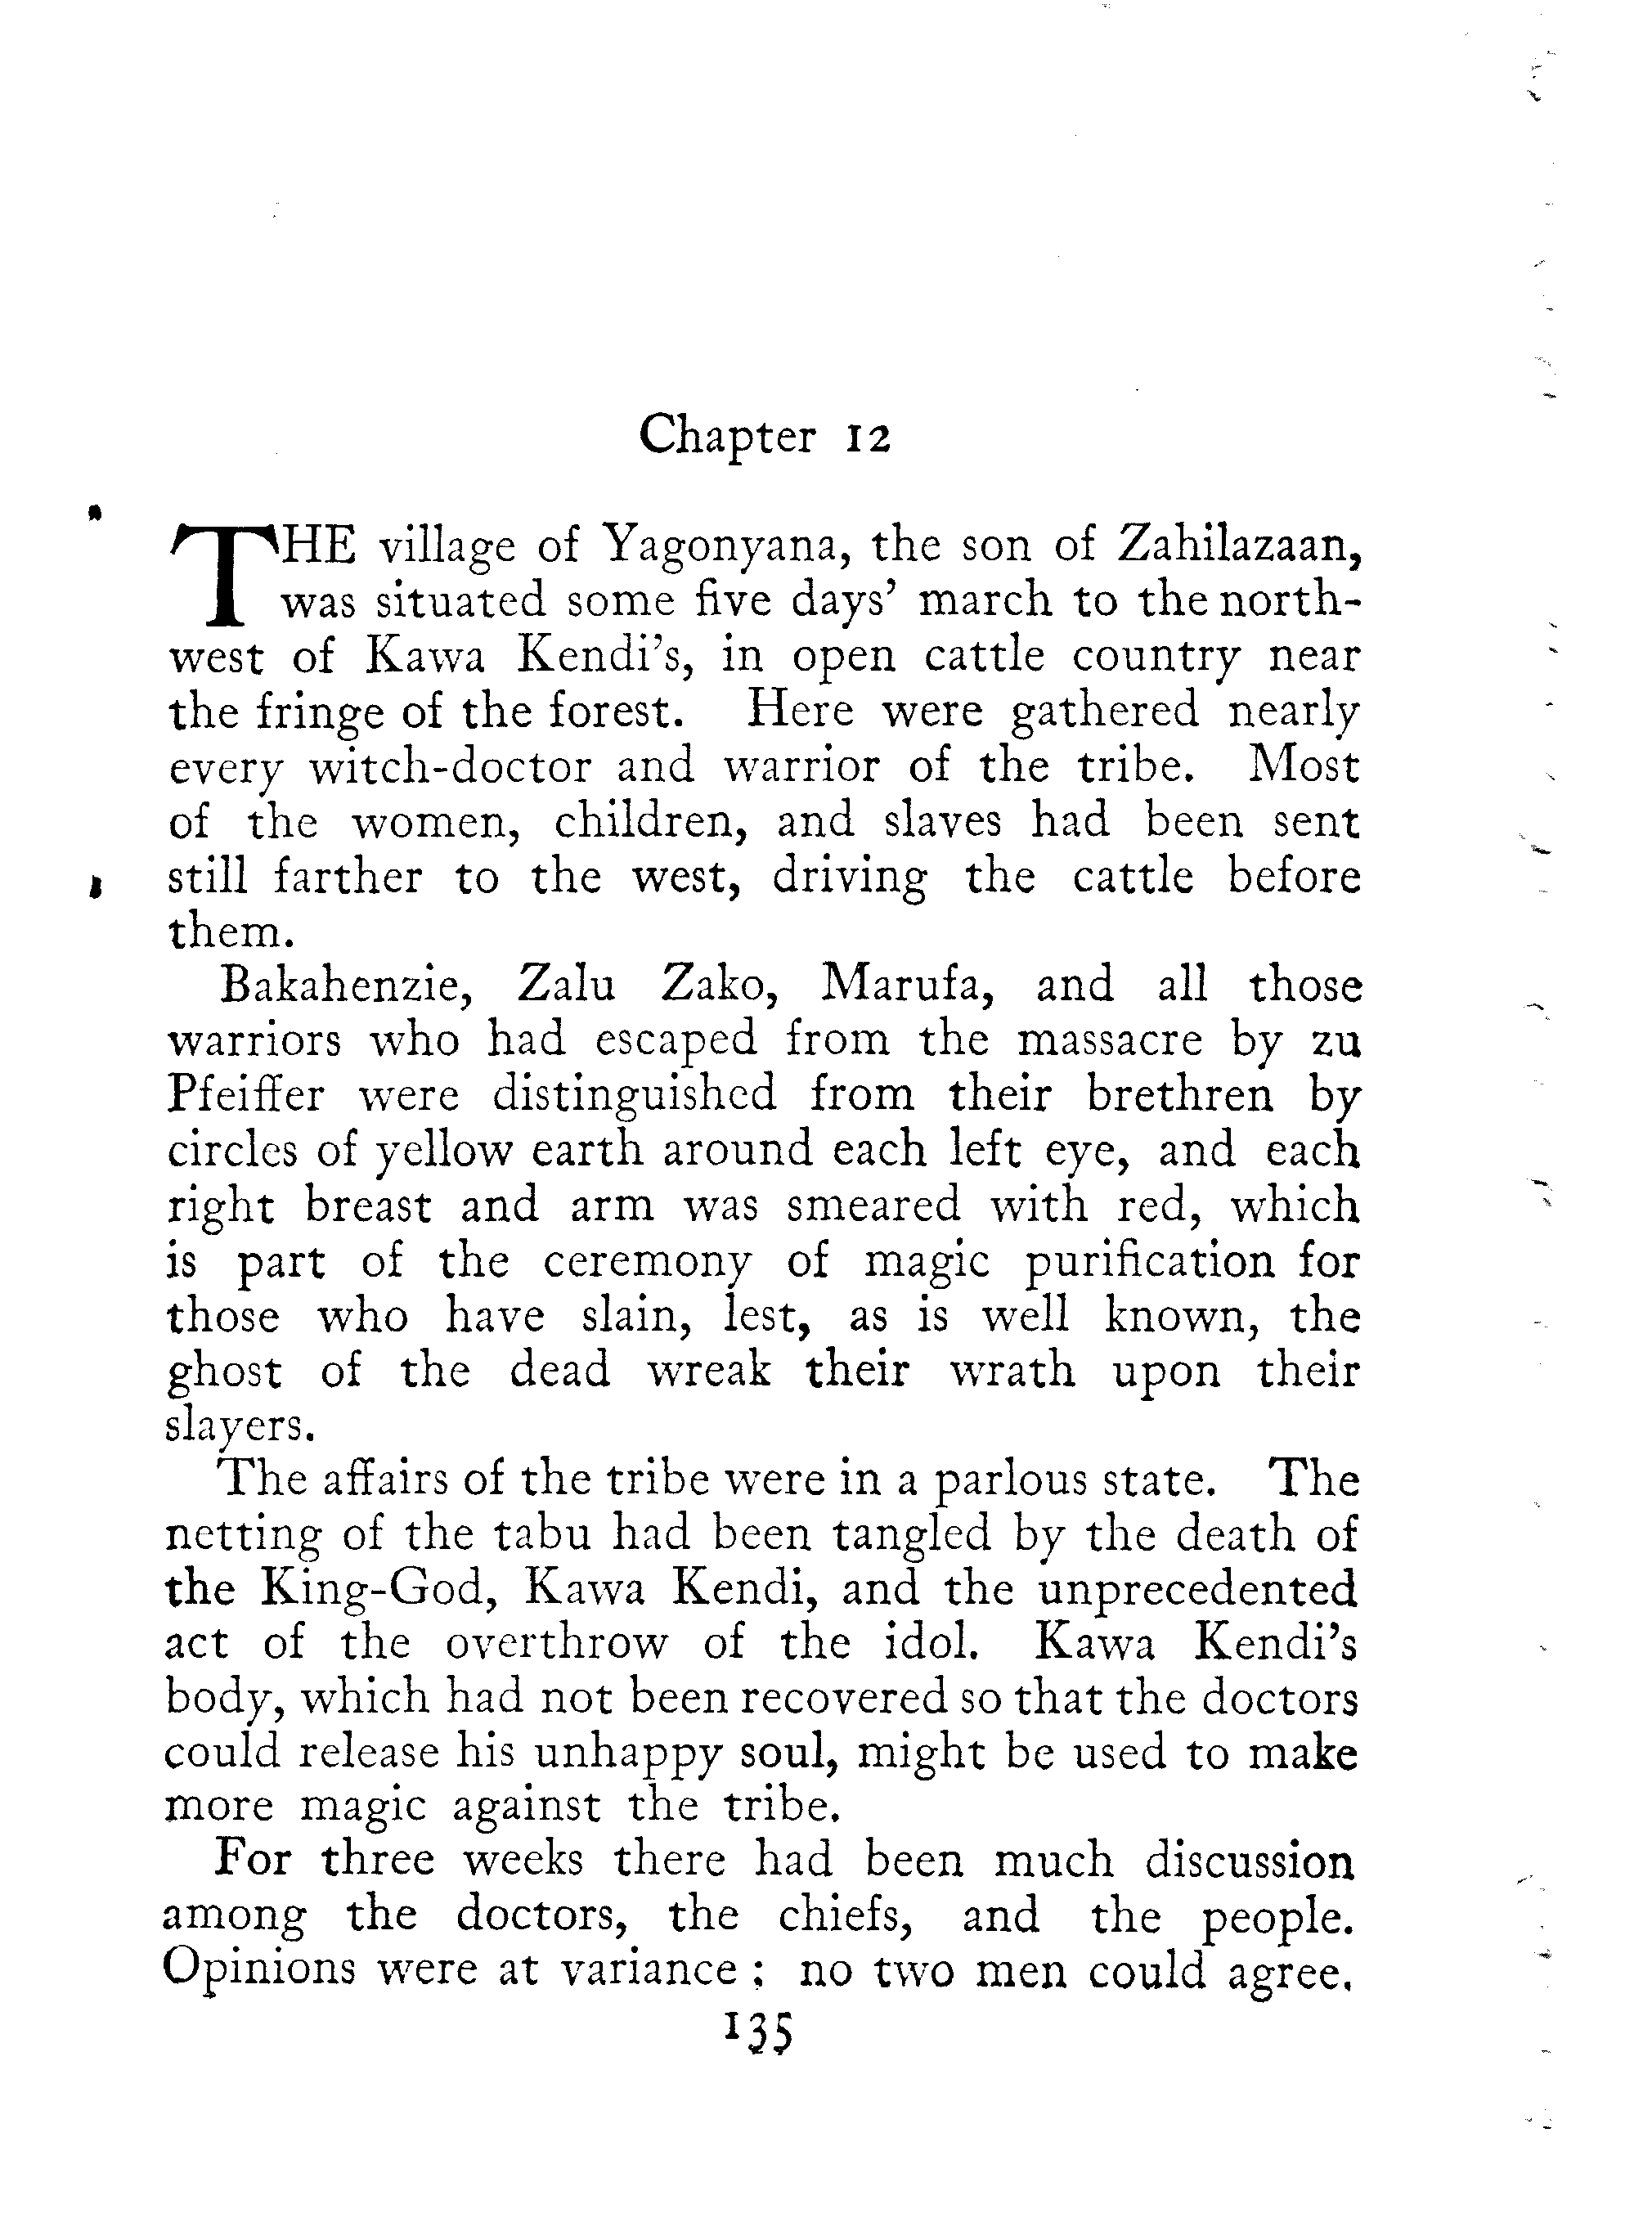 Chapter 12
THE village of Yagonyana, the son of Zahilazaan,
was situated some five days’ march to the north-
west of Kawa Kendi’s, in open cattle country near
the fringe of the forest. Here were gathered nearly
every witch-doctor and warrior of the tribe. Most
of the women, children, and slaves had been sent
still farther to the west, driving the cattle before
them.
Bakahenzie, Zalu Zako, Marufa, and all those
warriors who had escaped from the massacre by zu
Pfeiffer were distinguished from their brethren by
circles of yellow earth around each left eye, and each
right breast and arm was smeared with red, which
is part of the ceremony of magic purification for
those who have slain, lest, as is well known, the
ghost of the dead wreak their wrath upon their
slayers.
The affairs of the tribe were in a parlous state. The
netting of the tabu had been tangled by the death of
the King-God, Kawa Kendi, and the unprecedented
act of the overthrow of the idol. Kawa Kendi’s
body, which had not been recovered so that the doctors
could release his unhappy soul, might be used to make
more magic against the tribe.
For three weeks there had been much discussion
among the doctors, the chiefs, and the people.
Opinions were at variance ; no two men could agree.
135